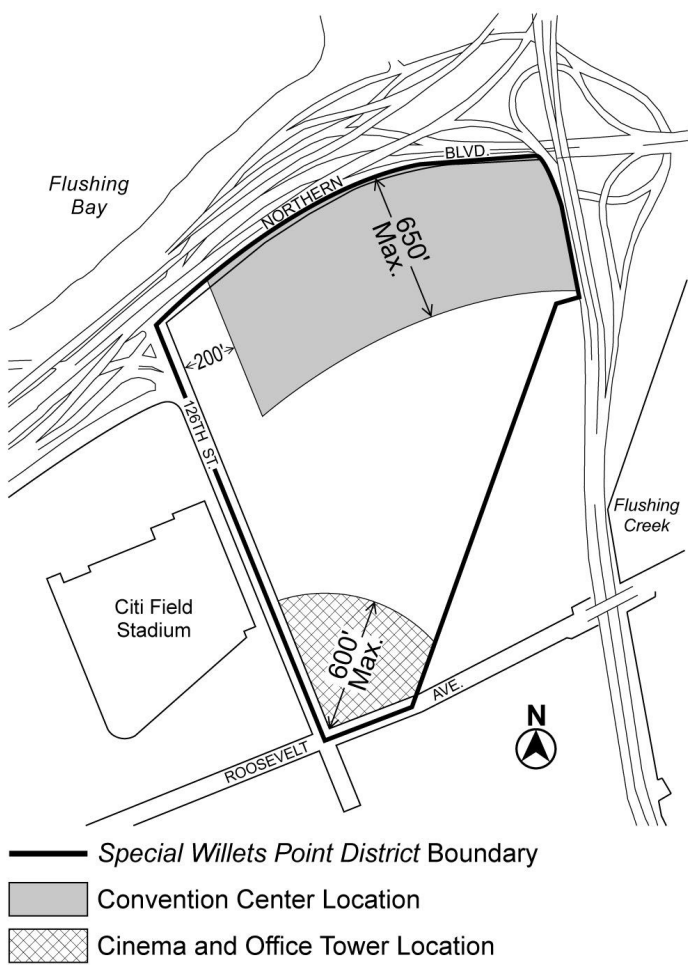 BLVD.
NORTHERN
Flushing
Bay
650'
Max.
200'
126TH ST.
Flushing
Creek
Citi Field
Stadium
600'
Max.
AVE.
ROOSEVELT
N
Special Willets Point District Boundary
Convention Center Location
Cinema and Office Tower Location